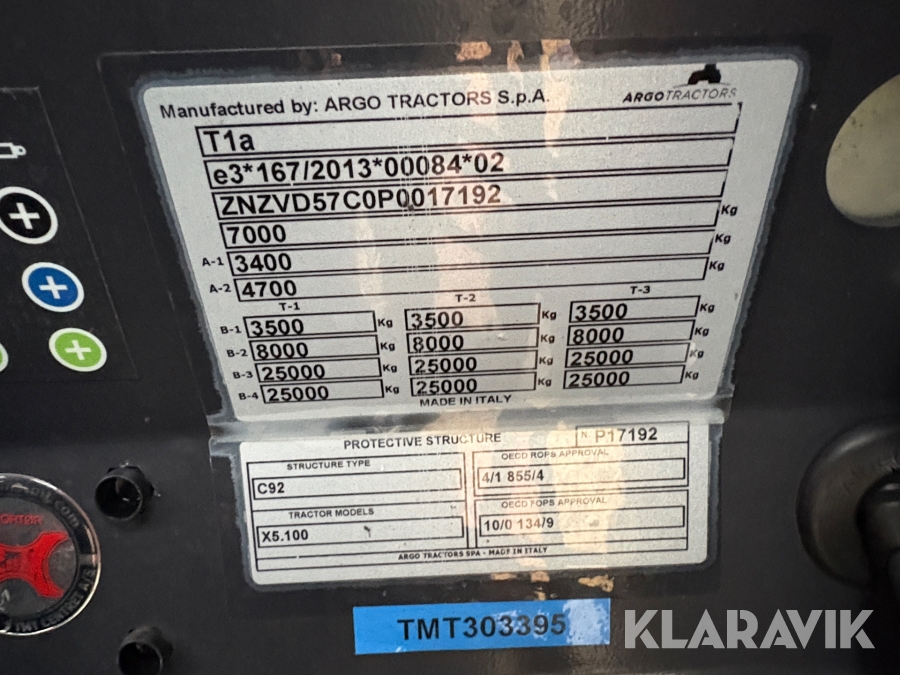 Manufactured by: ARGO TRACTORS S.p.A.
ARGOTRACTORS
T1a
e3*167/2013*00084*02
ZNZVD57C0P0017192
7000 Kg
A-1 3400 Kg
A-2 4700 Kg
T-1 T-2 T-3
B-1 3500 Kg 3500 Kg 3500 Kg
B-2 8000 Kg 8000 Kg 8000 Kg
B-3 25000 Kg 25000 Kg 25000 Kg
B-4 25000 Kg 25000 Kg 25000 Kg
MADE IN ITALY
PROTECTIVE STRUCTURE N. P17192
STRUCTURE TYPE
C92
OECD ROPS APPROVAL
4/1 855/4
TRACTOR MODELS
X5.100
OECD FOPS APPROVAL
10/0 134/9
ARGO TRACTORS SPA - MADE IN ITALY
TMT CENTRET A/S
TMT303395
KLARAVIK